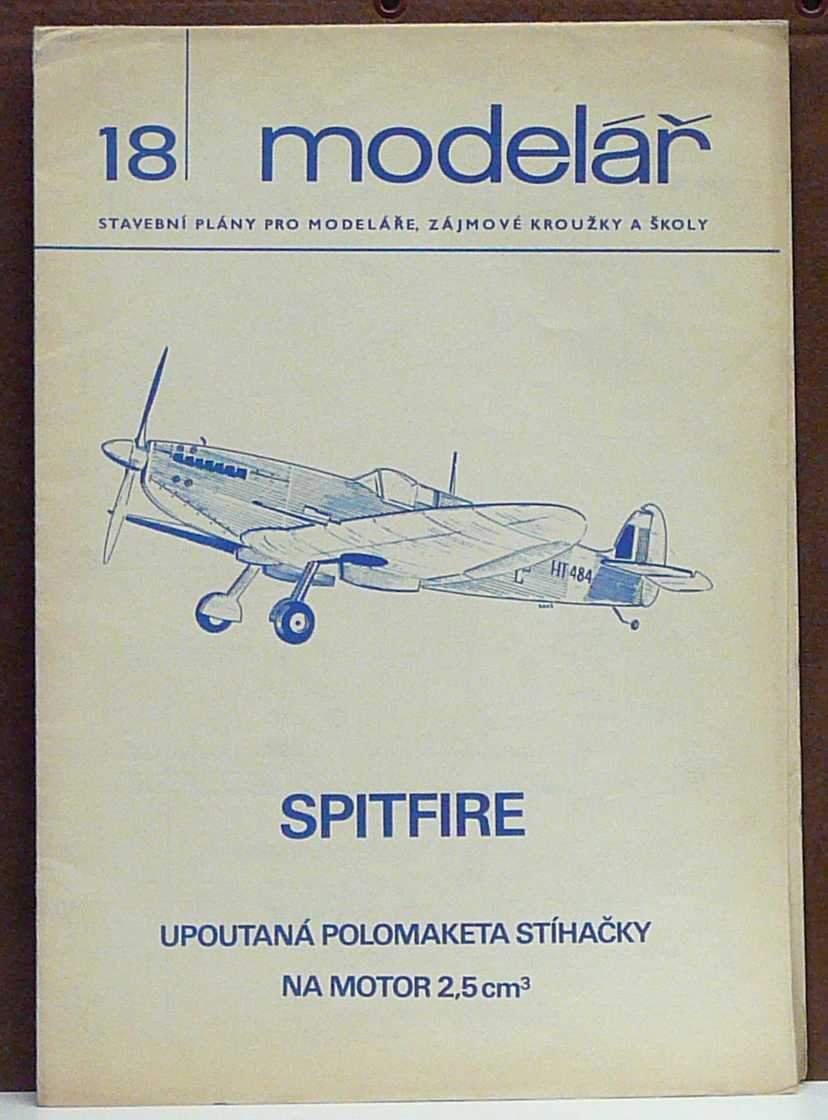 18 modelář
STAVEBNÍ PLÁNY PRO MODELÁŘE, ZÁJMOVÉ KROUŽKY A ŠKOLY
L HT 484
SPITFIRE
UPOUTANÁ POLOMAKETA STÍHAČKY
NA MOTOR 2,5 cm³